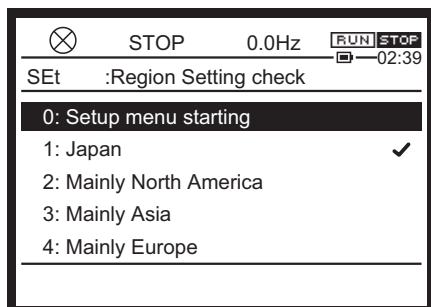 STOP 0.0Hz RUN STOP
02:39
SEt :Region Setting check
0: Setup menu starting
1: Japan
2: Mainly North America
3: Mainly Asia
4: Mainly Europe